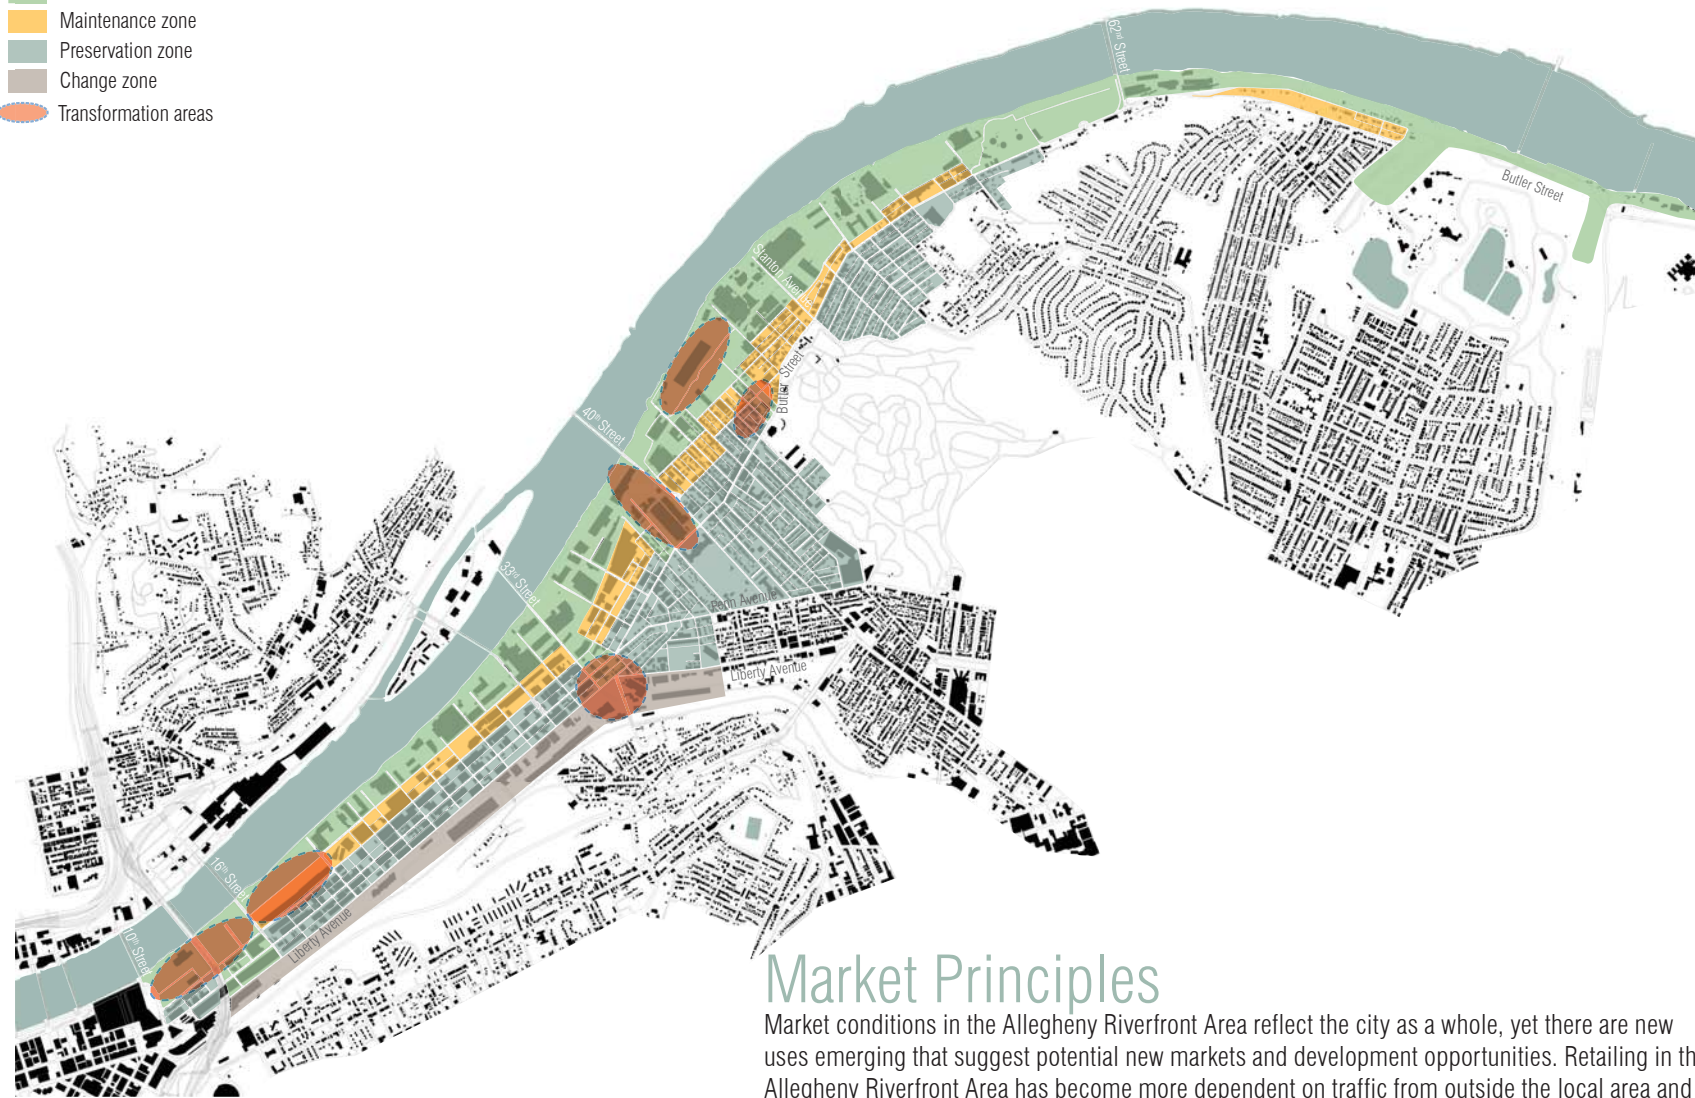 Maintenance zone
Preservation zone
Change zone
Transformation areas
62nd Street
Butler Street
Stanton Avenue
Butler Street
40th Street
33rd Street
Penn Avenue
Liberty Avenue
16th Street
10th Street
Liberty Avenue
Market Principles
Market conditions in the Allegheny Riverfront Area reflect the city as a whole, yet there are new
uses emerging that suggest potential new markets and development opportunities. Retailing in th
Allegheny Riverfront Area has become more dependent on traffic from outside the local area and